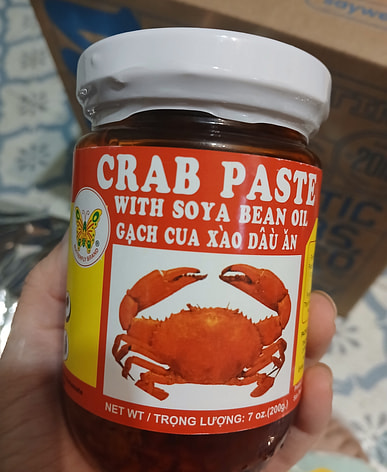 CRAB PASTE
WITH SOYA BEAN OIL
GẠCH CUA XÀO DẦU ĂN
NET WT / TRỌNG LƯỢNG: 7 oz.(200g.)